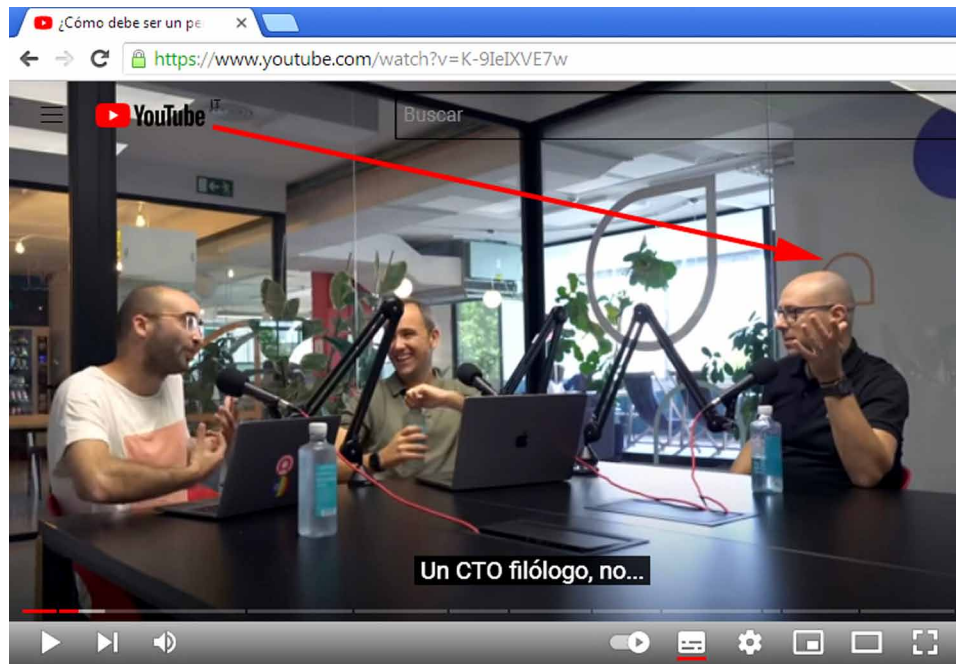 ¿Cómo debe ser un pe
https://www.youtube.com/watch?v=K-9IeIXVE7w
YouTube IT
Buscar
Un CTO filólogo, no...